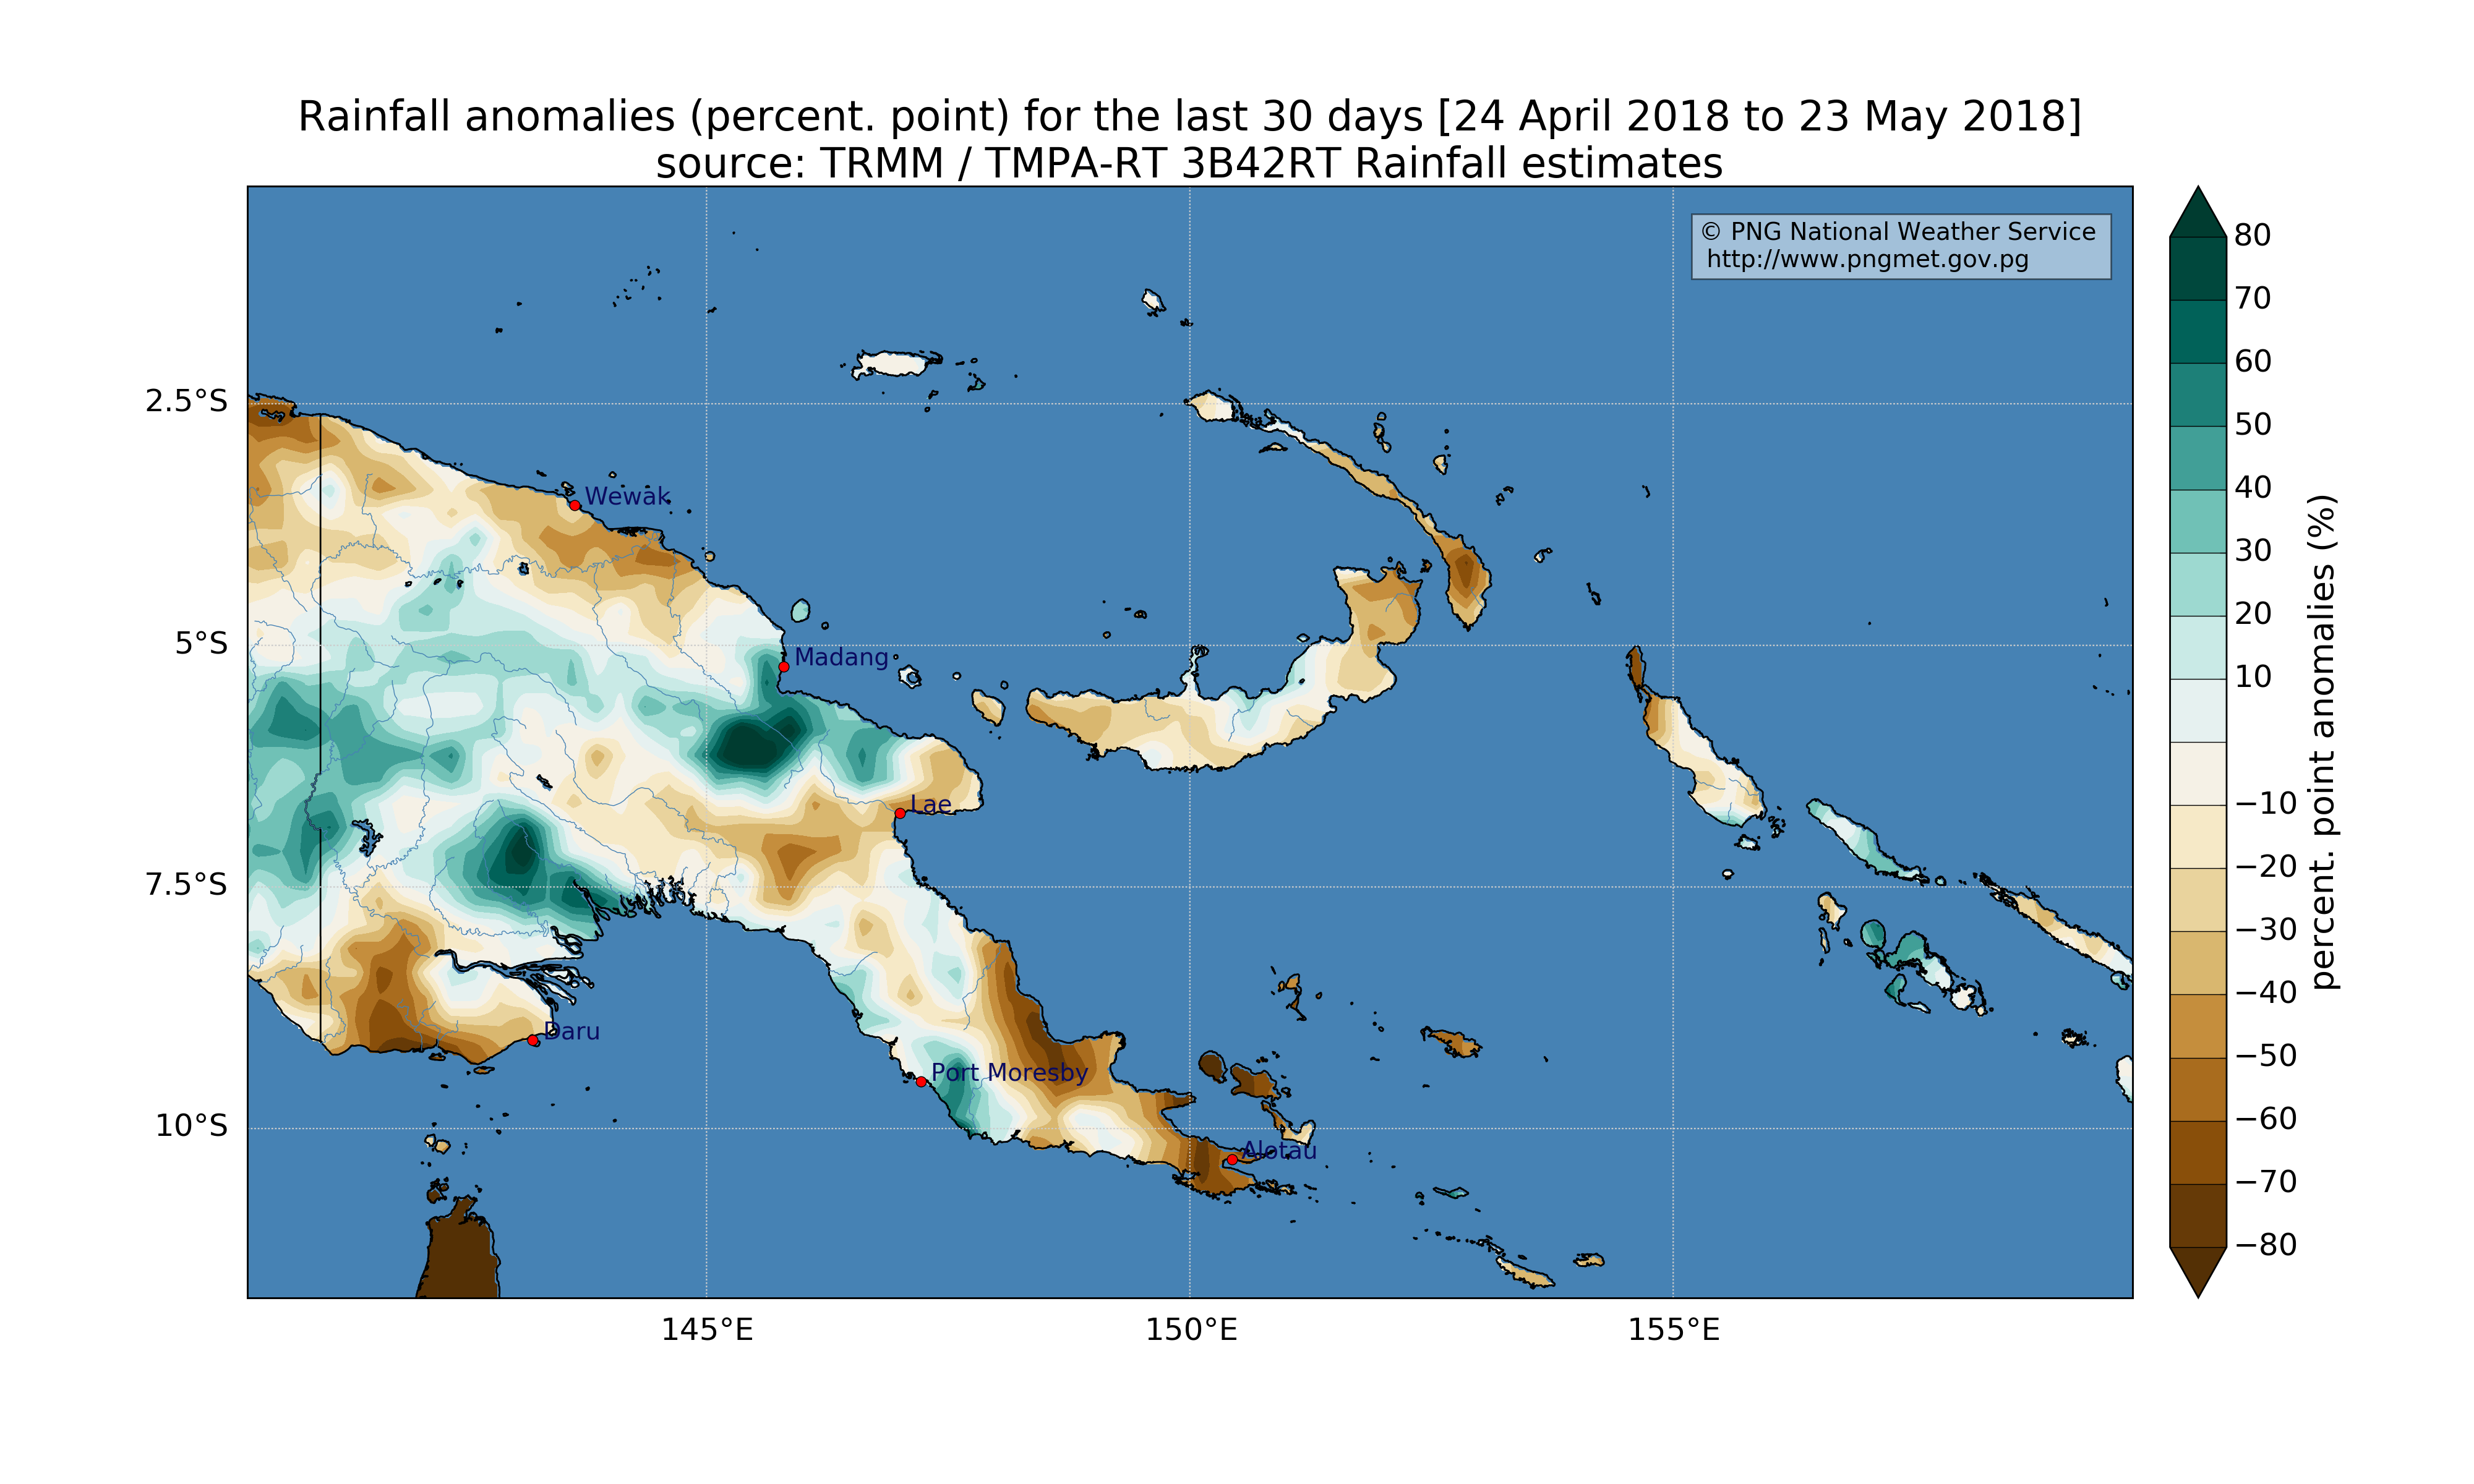 Rainfall anomalies (percent. point) for the last 30 days [24 April 2018 to 23 May 2018]
source: TRMM / TMPA-RT 3B42RT Rainfall estimates
© PNG National Weather Service
http://www.pngmet.gov.pg
2.5°S
5°S
7.5°S
10°S
Wewak
Madang
Lae
Daru
Port Moresby
Alotau
145°E
150°E
155°E
80
70
60
50
40
30
20
10
−10
−20
−30
−40
−50
−60
−70
−80
percent. point anomalies (%)